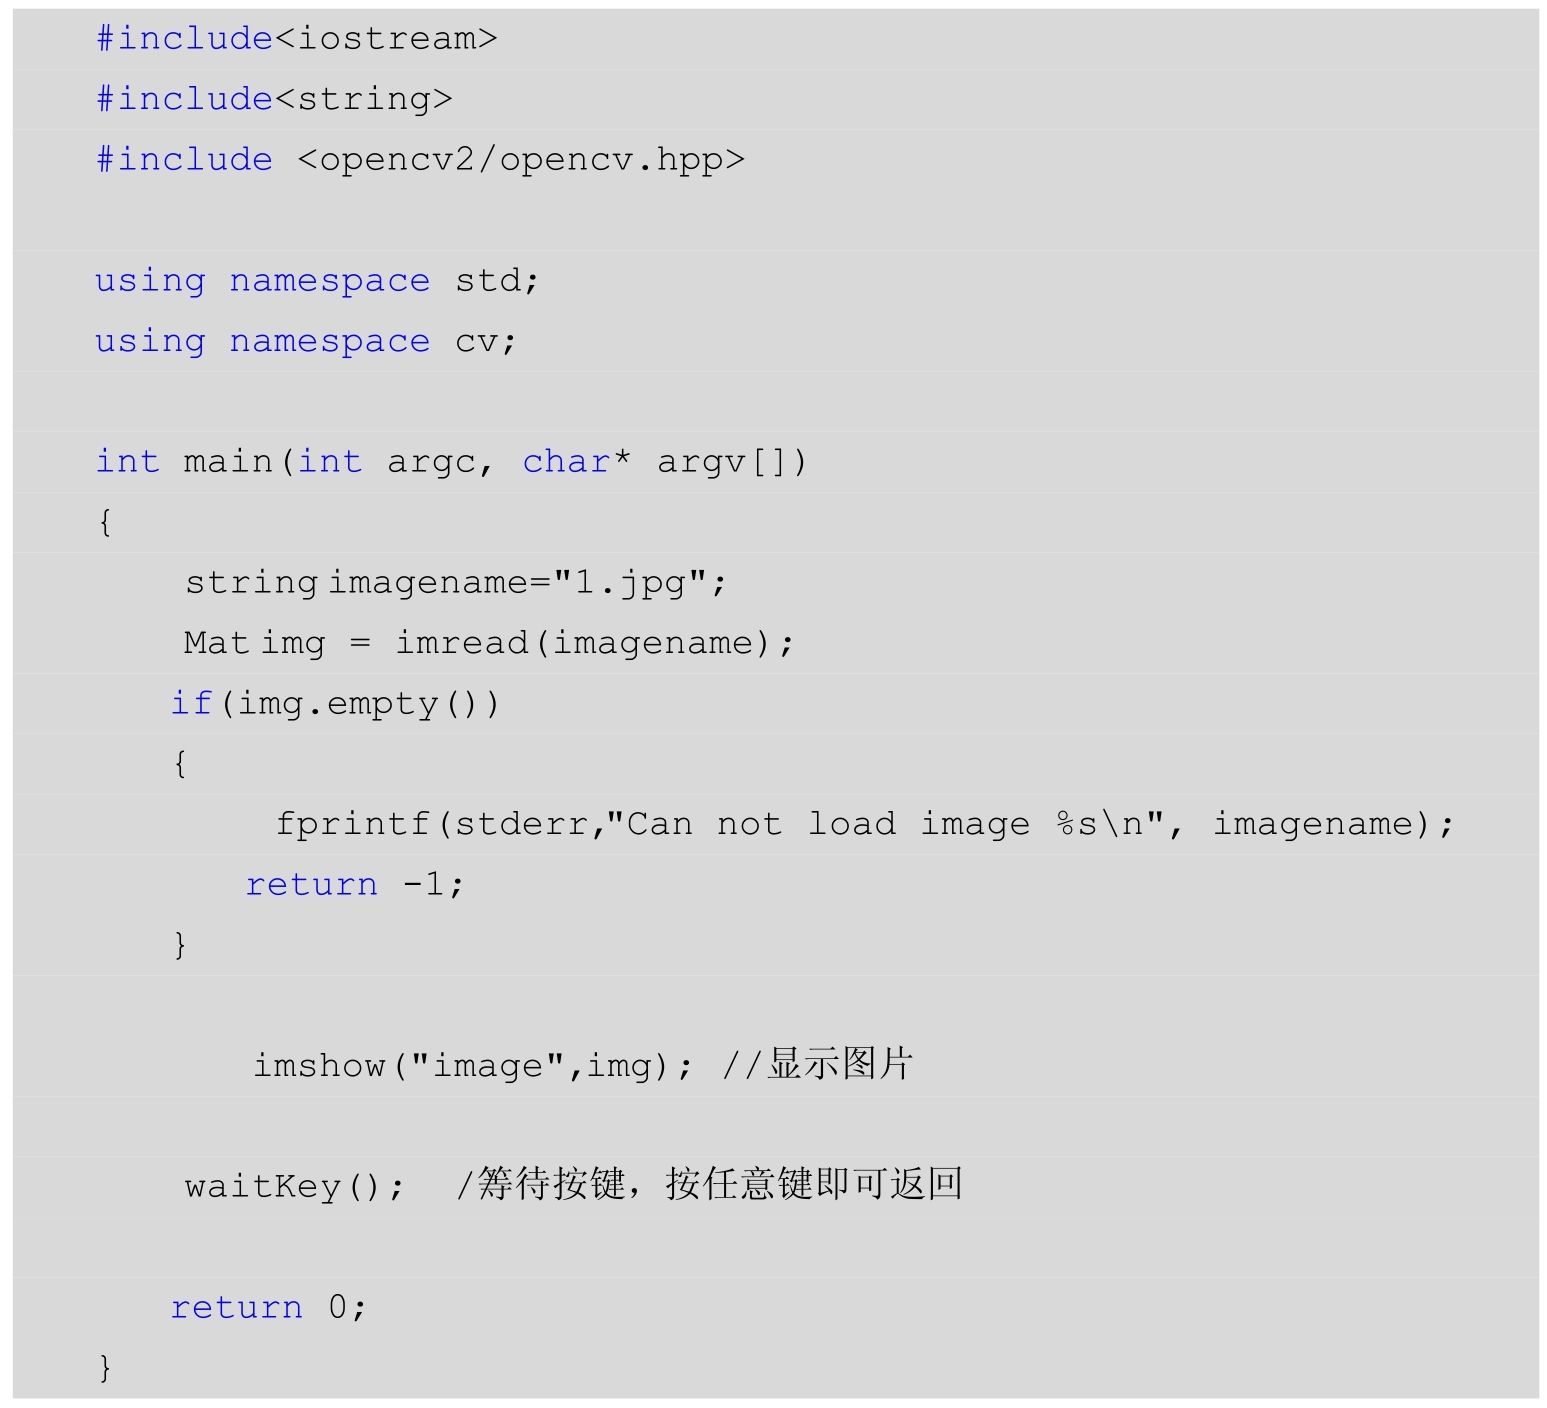 #include<iostream>
#include<string>
#include <opencv2/opencv.hpp>
using namespace std;
using namespace cv;
int main(int argc, char* argv[])
{
string imagename="1.jpg";
Mat img = imread(imagename);
if(img.empty())
{
fprintf(stderr,"Can not load image %s\n", imagename);
return -1;
}
imshow("image",img); //显示图片
waitKey(); /等待按键，按任意键即可返回
return 0;
}